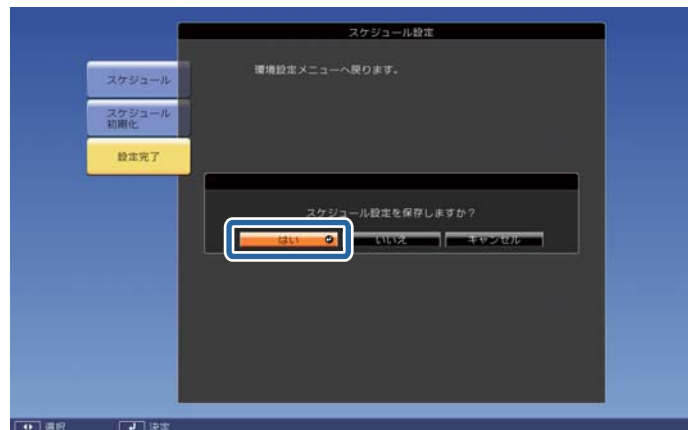 スケジュール設定
環境設定メニューへ戻ります。
スケジュール
スケジュール
初期化
設定完了
スケジュール設定を保存しますか？
はい いいえ キャンセル
選択 決定